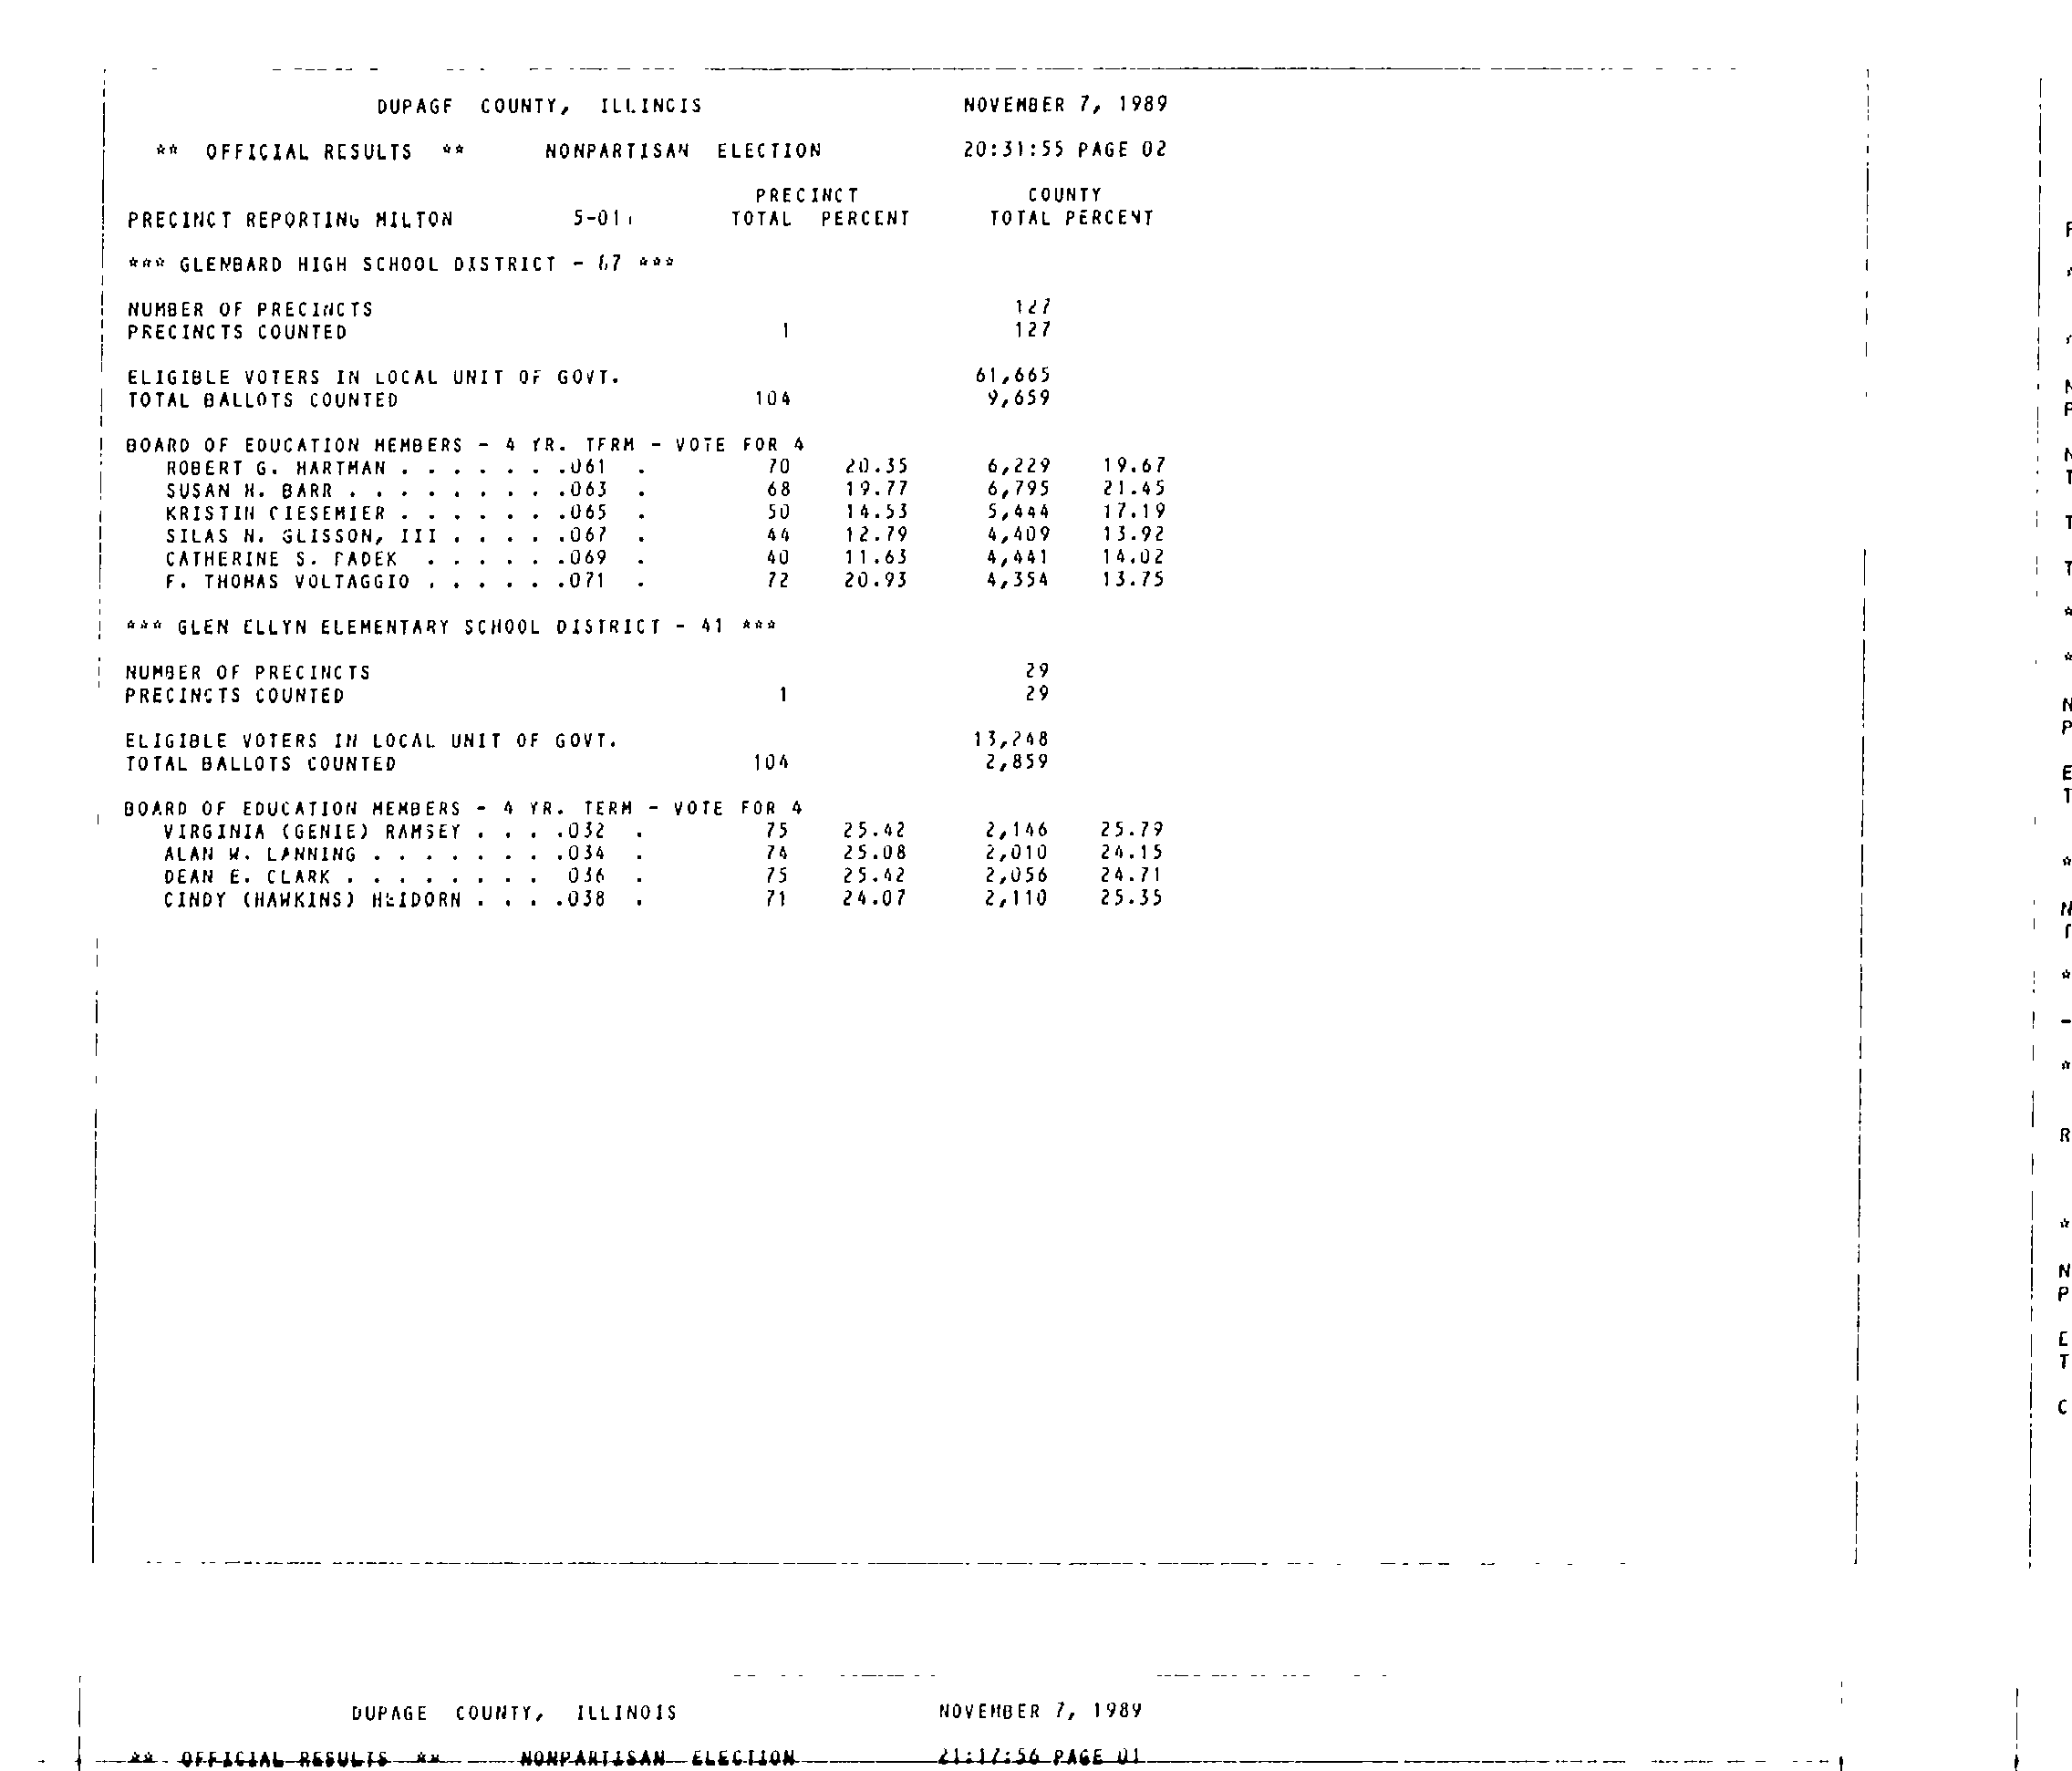 DUPAGE COUNTY, ILLINOIS NOVEMBER 7, 1989
** OFFICIAL RESULTS ** NONPARTISAN ELECTION 20:31:55 PAGE 02
PRECINCT COUNTY
PRECINCT REPORTING MILTON 5-01 TOTAL PERCENT TOTAL PERCENT
*** GLENBARD HIGH SCHOOL DISTRICT - 87 ***
NUMBER OF PRECINCTS 127
PRECINCTS COUNTED 1 127
ELIGIBLE VOTERS IN LOCAL UNIT OF GOVT. 61,665
TOTAL BALLOTS COUNTED 104 9,659
BOARD OF EDUCATION MEMBERS - 4 YR. TERM - VOTE FOR 4
ROBERT G. HARTMAN . . . . . . .061 . 70 20.35 6,229 19.67
SUSAN H. BARR . . . . . . . . .063 . 68 19.77 6,795 21.45
KRISTIN CIESEMIER . . . . . . .065 . 50 14.53 5,444 17.19
SILAS N. GLISSON, III . . . . .067 . 44 12.79 4,409 13.92
CATHERINE S. FADEK . . . . . .069 . 40 11.63 4,441 14.02
F. THOMAS VOLTAGGIO . . . . . .071 . 72 20.93 4,354 13.75
*** GLEN ELLYN ELEMENTARY SCHOOL DISTRICT - 41 ***
NUMBER OF PRECINCTS 29
PRECINCTS COUNTED 1 29
ELIGIBLE VOTERS IN LOCAL UNIT OF GOVT. 13,248
TOTAL BALLOTS COUNTED 104 2,859
BOARD OF EDUCATION MEMBERS - 4 YR. TERM - VOTE FOR 4
VIRGINIA (GENIE) RAMSEY . . . .032 . 75 25.42 2,146 25.79
ALAN W. LANNING . . . . . . . .034 . 74 25.08 2,010 24.15
DEAN E. CLARK . . . . . . . . 036 . 75 25.42 2,056 24.71
CINDY (HAWKINS) HEIDORN . . . .038 . 71 24.07 2,110 25.35
DUPAGE COUNTY, ILLINOIS NOVEMBER 7, 1989
** OFFICIAL RESULTS ** NONPARTISAN ELECTION 21:17:56 PAGE 01